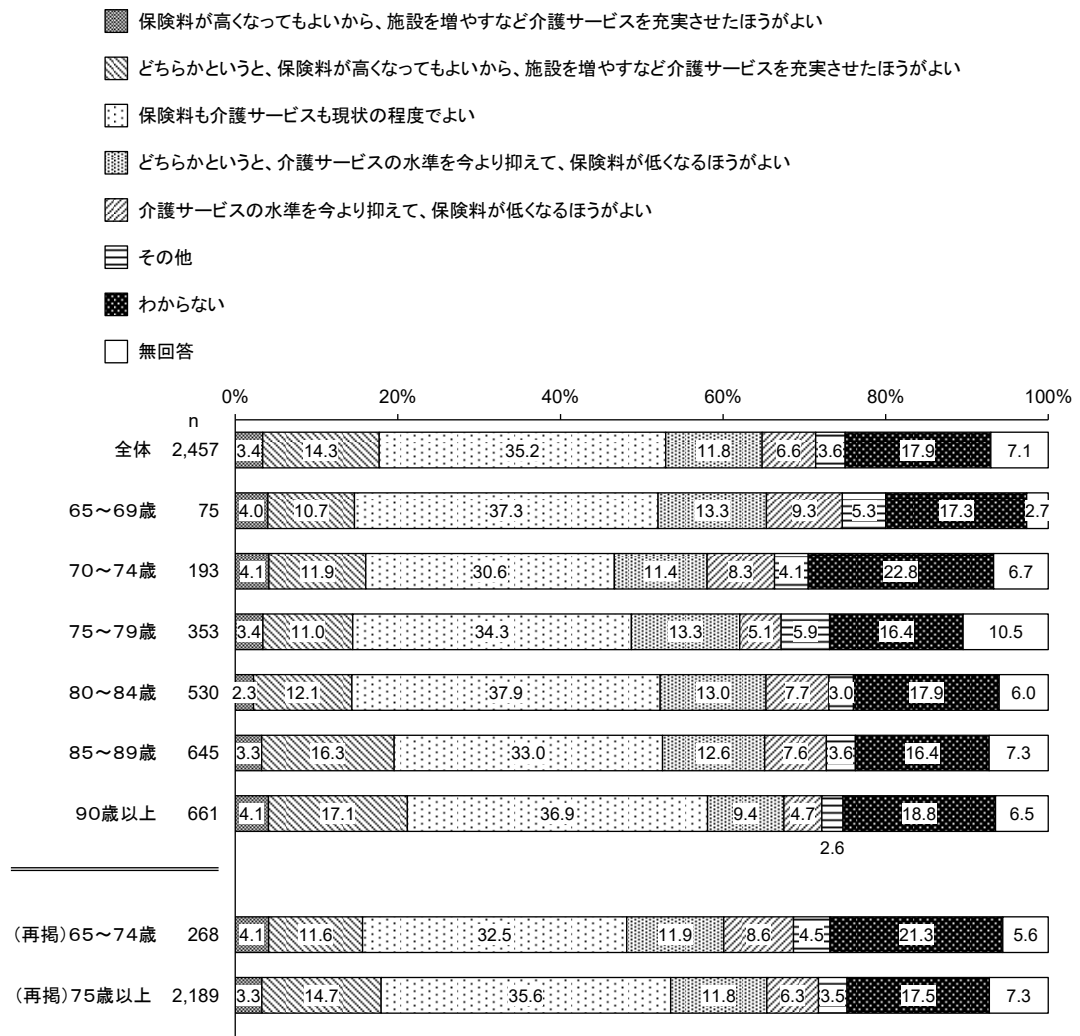 保険料が高くなってもよいから、施設を増やすなど介護サービスを充実させたほうがよい
どちらかというと、保険料が高くなってもよいから、施設を増やすなど介護サービスを充実させたほうがよい
保険料も介護サービスも現状の程度でよい
どちらかというと、介護サービスの水準を今より抑えて、保険料が低くなるほうがよい
介護サービスの水準を今より抑えて、保険料が低くなるほうがよい
その他
わからない
無回答
0% 20% 40% 60% 80% 100%
n
全体 2,457 3.4 14.3 35.2 11.8 6.6 3.6 17.9 7.1
65～69歳 75 4.0 10.7 37.3 13.3 9.3 5.3 17.3 2.7
70～74歳 193 4.1 11.9 30.6 11.4 8.3 4.1 22.8 6.7
75～79歳 353 3.4 11.0 34.3 13.3 5.1 5.9 16.4 10.5
80～84歳 530 2.3 12.1 37.9 13.0 7.7 3.0 17.9 6.0
85～89歳 645 3.3 16.3 33.0 12.6 7.6 3.6 16.4 7.3
90歳以上 661 4.1 17.1 36.9 9.4 4.7 18.8 6.5
2.6
(再掲)65～74歳 268 4.1 11.6 32.5 11.9 8.6 4.5 21.3 5.6
(再掲)75歳以上 2,189 3.3 14.7 35.6 11.8 6.3 3.5 17.5 7.3